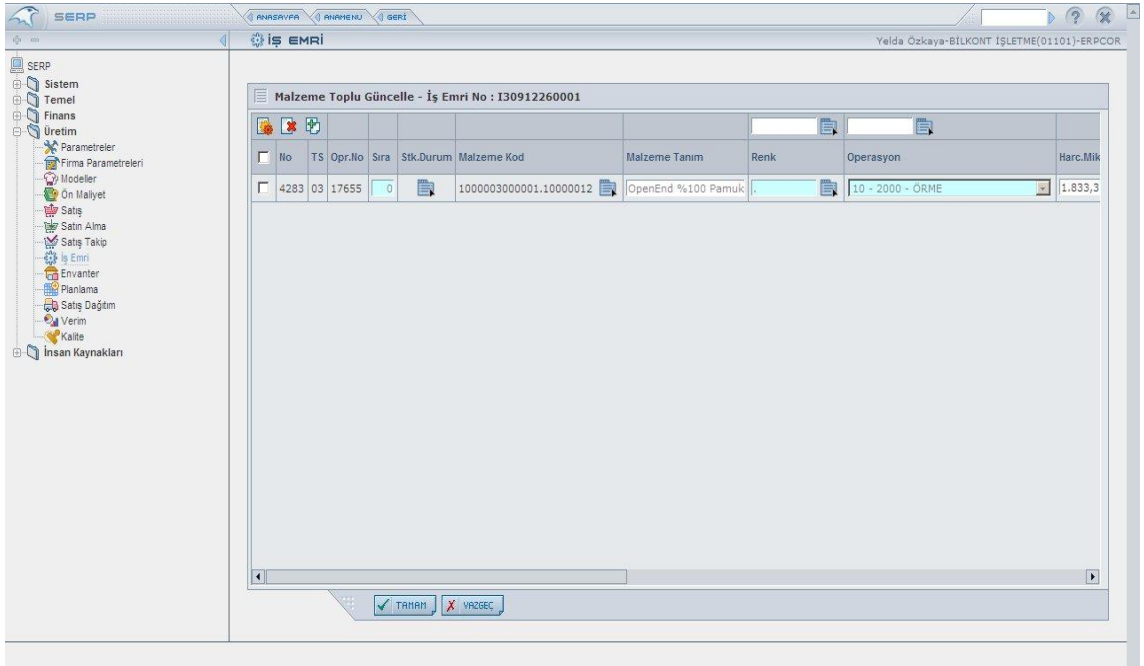 SERP
ANASAYFA ANAMENU GERİ
İŞ EMRİ
Yelda Özkaya-BİLKONT İŞLETME(01101)-ERPCOR
SERP
Sistem
Temel
Finans
Üretim
Parametreler
Firma Parametreleri
Modeller
Ön Maliyet
Satış
Satın Alma
Satış Takip
İş Emri
Envanter
Planlama
Satış Dağıtım
Verim
Kalite
İnsan Kaynakları
Malzeme Toplu Güncelle - İş Emri No : I30912260001
No TS Opr.No Sıra Stk.Durum Malzeme Kod Malzeme Tanım Renk Operasyon Harc.Mik
4283 03 17655 0 1000003000001.10000012 OpenEnd %100 Pamuk . 10 - 2000 - ÖRME 1.833,3
TAMAM VAZGEÇ